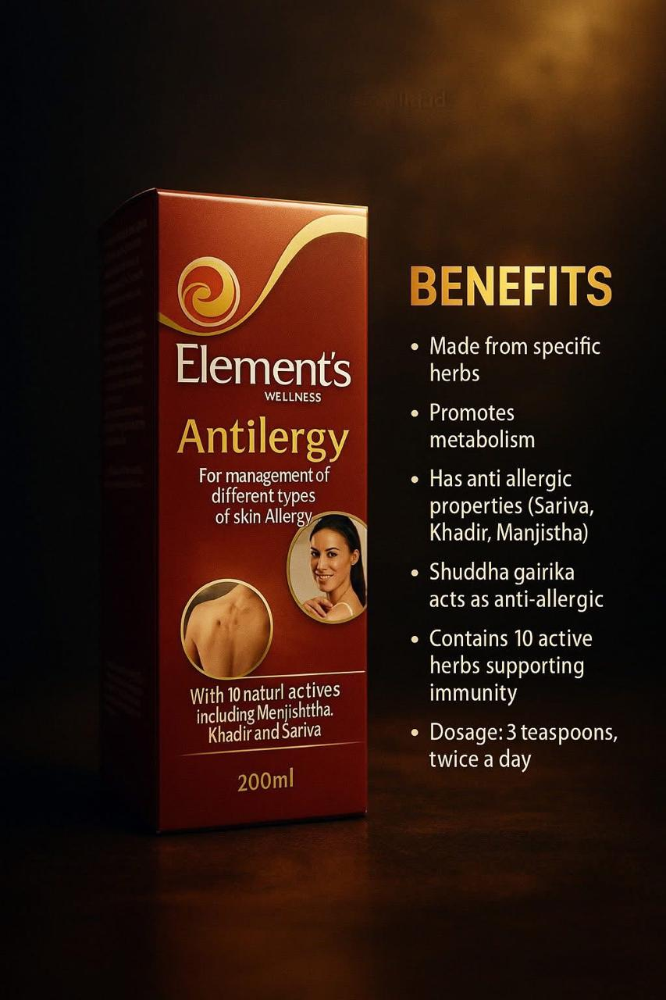 Element's
WELLNESS
Antilergy
For management of
different types
of skin Allergy
With 10 naturl actives
including Menjishttha.
Khadir and Sariva
200ml
BENEFITS
• Made from specific
herbs
• Promotes
metabolism
• Has anti allergic
properties (Sariva,
Khadir, Manjistha)
• Shuddha gairika
acts as anti-allergic
• Contains 10 active
herbs supporting
immunity
• Dosage: 3 teaspoons,
twice a day